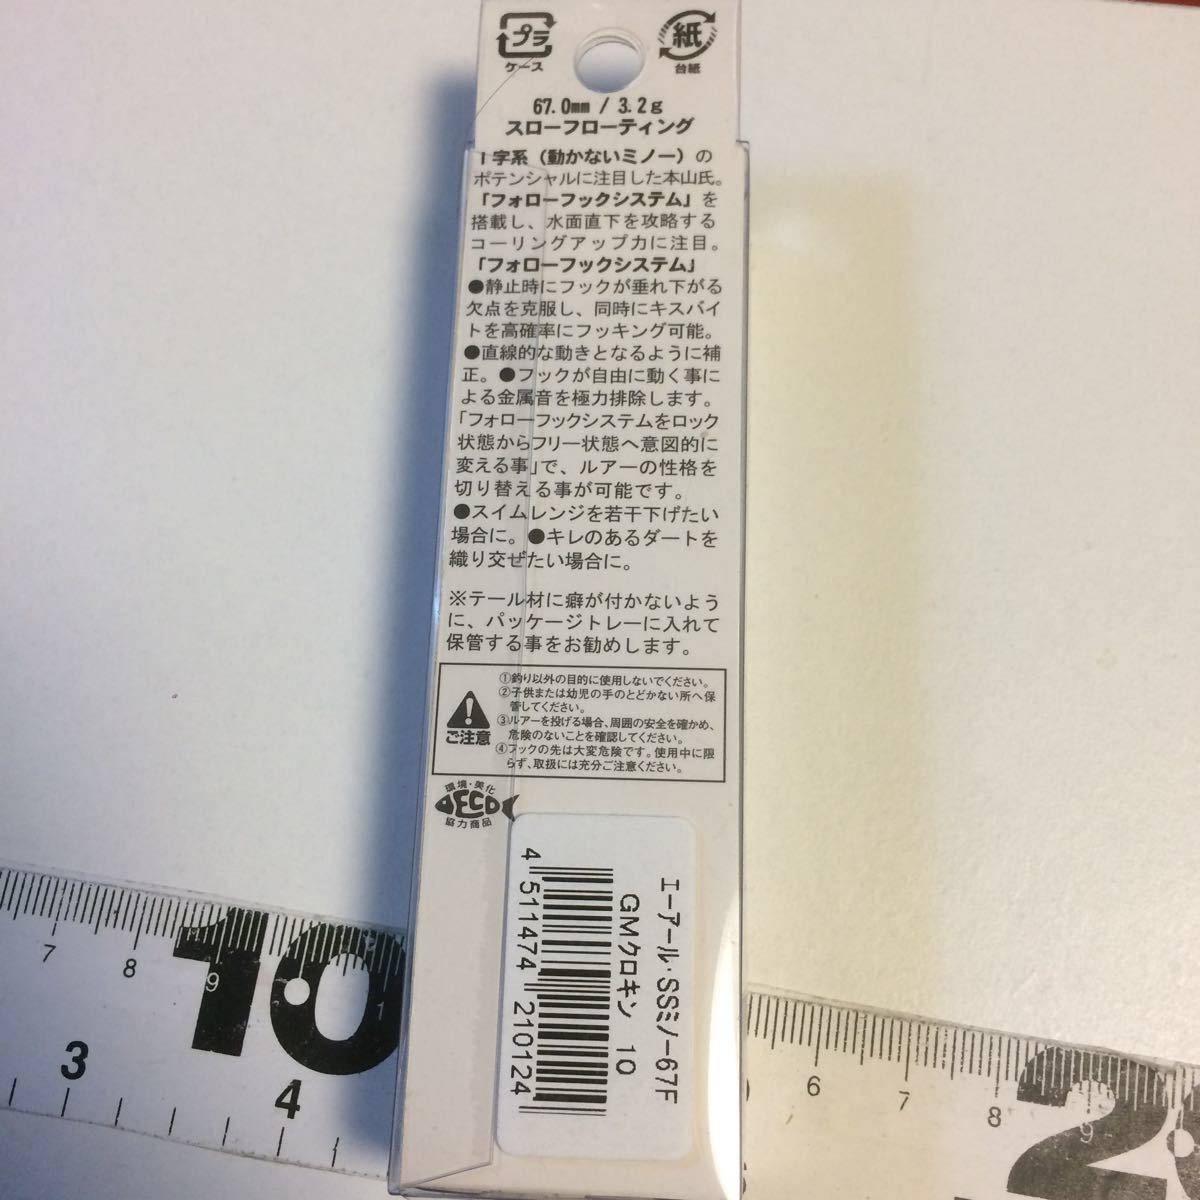 プラ
ケース
紙
台紙
67.0mm / 3.2g
スローフローティング
I字系(動かないミノー)の
ポテンシャルに注目した本山氏。
「フォローフックシステム」を
搭載し、水面直下を攻略する
コーリングアップ力に注目。
「フォローフックシステム」
●静止時にフックが垂れ下がる
欠点を克服し、同時にキスバイ
トを高確率にフッキング可能。
●直線的な動きとなるように補
正。●フックが自由に動く事に
よる金属音を極力排除します。
「フォローフックシステムをロック
状態からフリー状態へ意図的に
変える事」で、ルアーの性格を
切り替える事が可能です。
●スイムレンジを若干下げたい
場合に。●キレのあるダートを
織り交ぜたい場合に。
※テール材に癖が付かないよう
に、パッケージトレーに入れて
保管する事をお勧めします。
ご注意
①釣り以外の目的に使用しないでください。
②子供または幼児の手のとどかない所へ保
管してください。
③ルアーを投げる場合、周囲の安全を確かめ、
危険のないことを確認してください。
④フックの先は大変危険です。使用中に限
らず、取扱には充分ご注意ください。
環境・美化
ECO
協力商品
エーアール・SSミノー67F
GMクロキン 10
4 511474 210124
7 8 9 10 1
3 4
6 7 8 9 20